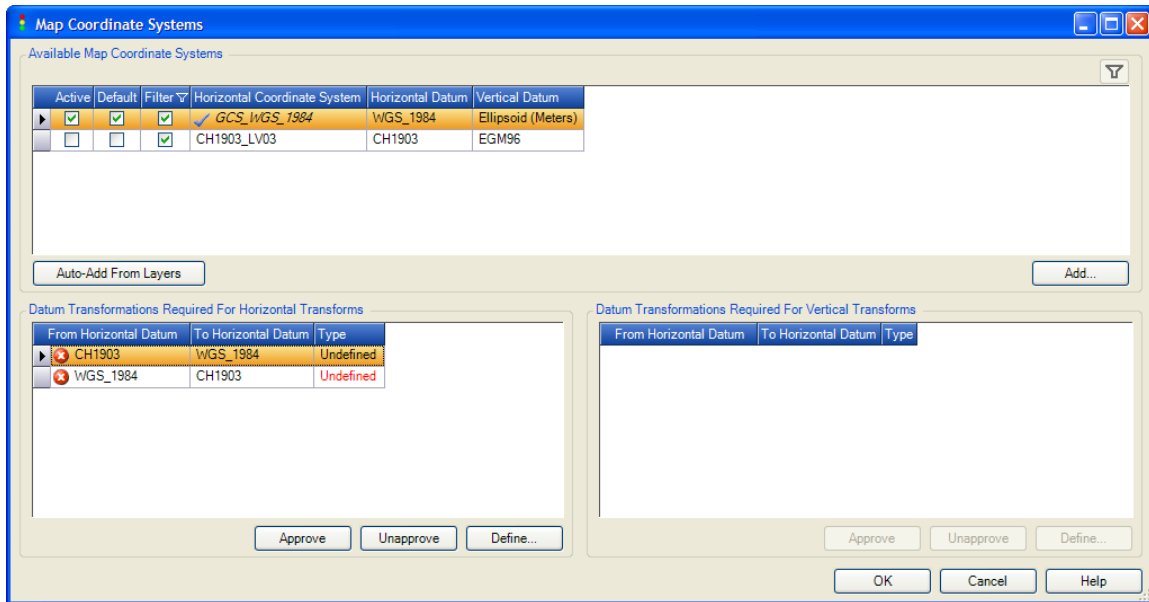 Map Coordinate Systems
Available Map Coordinate Systems
Active Default Filter Horizontal Coordinate System Horizontal Datum Vertical Datum
GCS_WGS_1984 WGS_1984 Ellipsoid (Meters)
CH1903_LV03 CH1903 EGM96
Auto-Add From Layers Add...
Datum Transformations Required For Horizontal Transforms
From Horizontal Datum To Horizontal Datum Type
CH1903 WGS_1984 Undefined
WGS_1984 CH1903 Undefined
Approve Unapprove Define...
Datum Transformations Required For Vertical Transforms
From Horizontal Datum To Horizontal Datum Type
Approve Unapprove Define...
OK Cancel Help